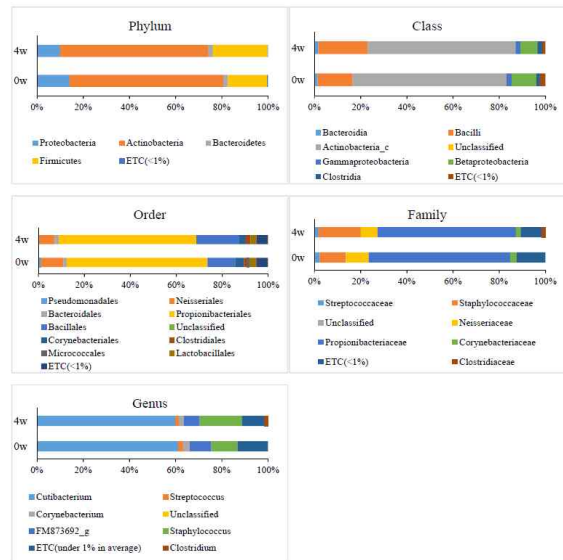 Phylum
4w
0w
0% 20% 40% 60% 80% 100%
Proteobacteria Actinobacteria Bacteroidetes
Firmicutes ETC(<1%)
Class
4w
0w
0% 20% 40% 60% 80% 100%
Bacteroidia Bacilli
Actinobacteria_c Unclassified
Gammaproteobacteria Betaproteobacteria
Clostridia ETC(<1%)
Order
4w
0w
0% 20% 40% 60% 80% 100%
Pseudomonadales Neisseriales
Bacteroidales Propionibacteriales
Bacillales Unclassified
Corynebacteriales Clostridiales
Micrococcales Lactobacillales
ETC(<1%)
Family
4w
0w
0% 20% 40% 60% 80% 100%
Streptococcaceae Staphylococcaceae
Unclassified Neisseriaceae
Propionibacteriaceae Corynebacteriaceae
ETC(<1%) Clostridiaceae
Genus
4w
0w
0% 20% 40% 60% 80% 100%
Cutibacterium Streptococcus
Corynebacterium Unclassified
FM873692_g Staphylococcus
ETC(under 1% in average) Clostridium